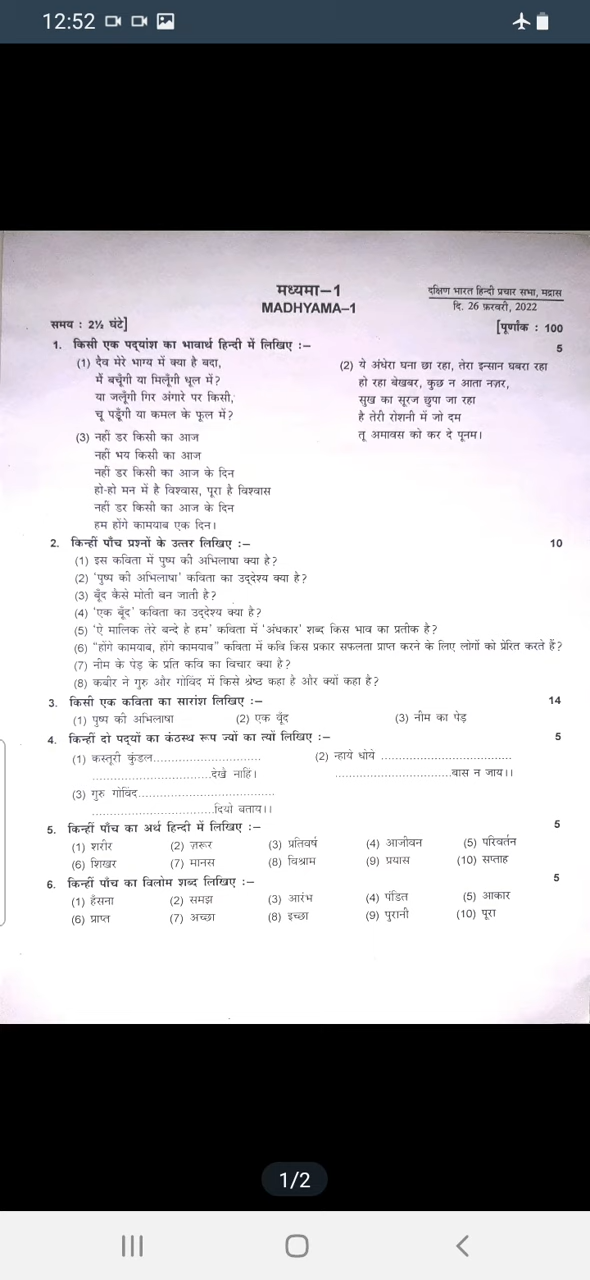 12:52
मध्यमा–1
MADHYAMA–1
दक्षिण भारत हिन्दी प्रचार सभा, मद्रास
दि. 26 फ़रवरी, 2022
समय : 2½ घंटे]
[पूर्णांक : 100
1. किसी एक पद्यांश का भावार्थ हिन्दी में लिखिए :– 5
(1) दैव मेरे भाग्य में क्या है बदा,
मैं बचूँगी या मिलूँगी धूल में?
या जलूँगी गिर अंगारे पर किसी,
चू पडूँगी या कमल के फूल में?
(2) ये अंधेरा घना छा रहा, तेरा इन्सान घबरा रहा
हो रहा बेखबर, कुछ न आता नज़र,
सुख का सूरज छुपा जा रहा
है तेरी रोशनी में जो दम
तू अमावस को कर दे पूनम।
(3) नहीं डर किसी का आज
नहीं भय किसी का आज
नहीं डर किसी का आज के दिन
हो-हो मन में है विश्वास, पूरा है विश्वास
नहीं डर किसी का आज के दिन
हम होंगे कामयाब एक दिन।
2. किन्हीं पाँच प्रश्नों के उत्तर लिखिए :– 10
(1) इस कविता में पुष्प की अभिलाषा क्या है?
(2) 'पुष्प की अभिलाषा' कविता का उद्देश्य क्या है?
(3) बूँद कैसे मोती बन जाती है?
(4) 'एक बूँद' कविता का उद्देश्य क्या है?
(5) 'ऐ मालिक तेरे बन्दे हैं हम' कविता में 'अंधकार' शब्द किस भाव का प्रतीक है?
(6) "होंगे कामयाब, होंगे कामयाब" कविता में कवि किस प्रकार सफलता प्राप्त करने के लिए लोगों को प्रेरित करते हैं?
(7) नीम के पेड़ के प्रति कवि का विचार क्या है?
(8) कबीर ने गुरु और गोविंद में किसे श्रेष्ठ कहा है और क्यों कहा है?
3. किसी एक कविता का सारांश लिखिए :– 14
(1) पुष्प की अभिलाषा (2) एक बूँद (3) नीम का पेड़
4. किन्हीं दो पद्यों का कंठस्थ रूप ज्यों का त्यों लिखिए :– 5
(1) कस्तूरी कुंडल............................ (2) न्हाये धोये ..................................
..............................देखै नाहिं। ..............................बास न जाय।।
(3) गुरु गोविंद...................................
...............................दियो बताय।।
5. किन्हीं पाँच का अर्थ हिन्दी में लिखिए :– 5
(1) शरीर (2) ज़रूर (3) प्रतिवर्ष (4) आजीवन (5) परिवर्तन
(6) शिखर (7) मानस (8) विश्राम (9) प्रयास (10) सप्ताह
6. किन्हीं पाँच का विलोम शब्द लिखिए :– 5
(1) हँसना (2) समझ (3) आरंभ (4) पंडित (5) आकार
(6) प्राप्त (7) अच्छा (8) इच्छा (9) पुरानी (10) पूरा
1/2